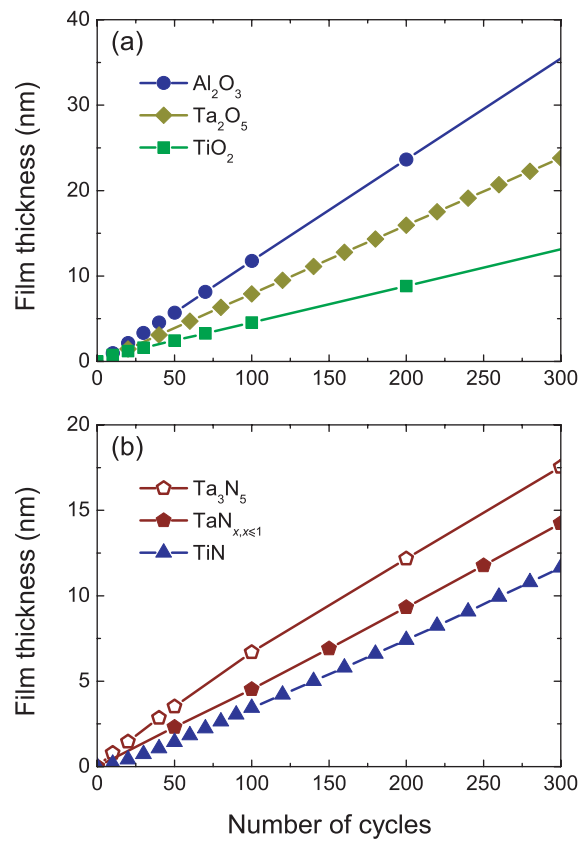 (a)
Al₂O₃
Ta₂O₅
TiO₂
Film thickness (nm)
40
30
20
10
0
0 50 100 150 200 250 300
(b)
Ta₃N₅
TaNₓ,ₓ≤₁
TiN
Film thickness (nm)
20
15
10
5
0
0 50 100 150 200 250 300
Number of cycles